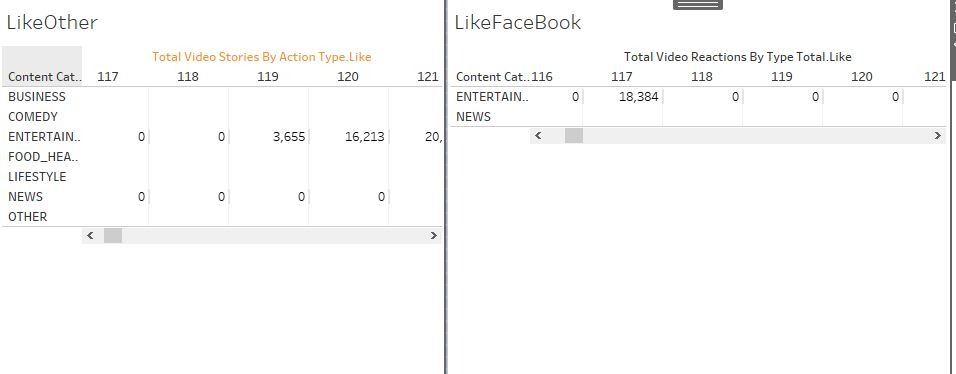 LikeOther
Total Video Stories By Action Type.Like
Content Cat.. 117 118 119 120 121
BUSINESS
COMEDY
ENTERTAIN.. 0 0 3,655 16,213 20,
FOOD_HEA..
LIFESTYLE
NEWS 0 0 0 0
OTHER
LikeFaceBook
Total Video Reactions By Type Total.Like
Content Cat.. 116 117 118 119 120 121
ENTERTAIN.. 0 18,384 0 0 0
NEWS